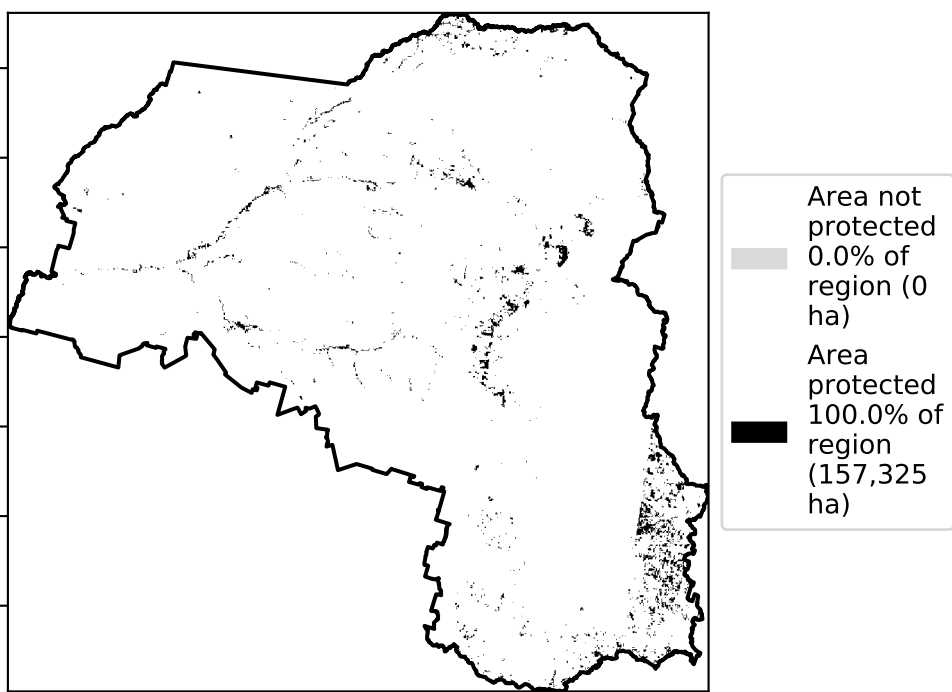 Area not
protected
0.0% of
region (0
ha)
Area
protected
100.0% of
region
(157,325
ha)